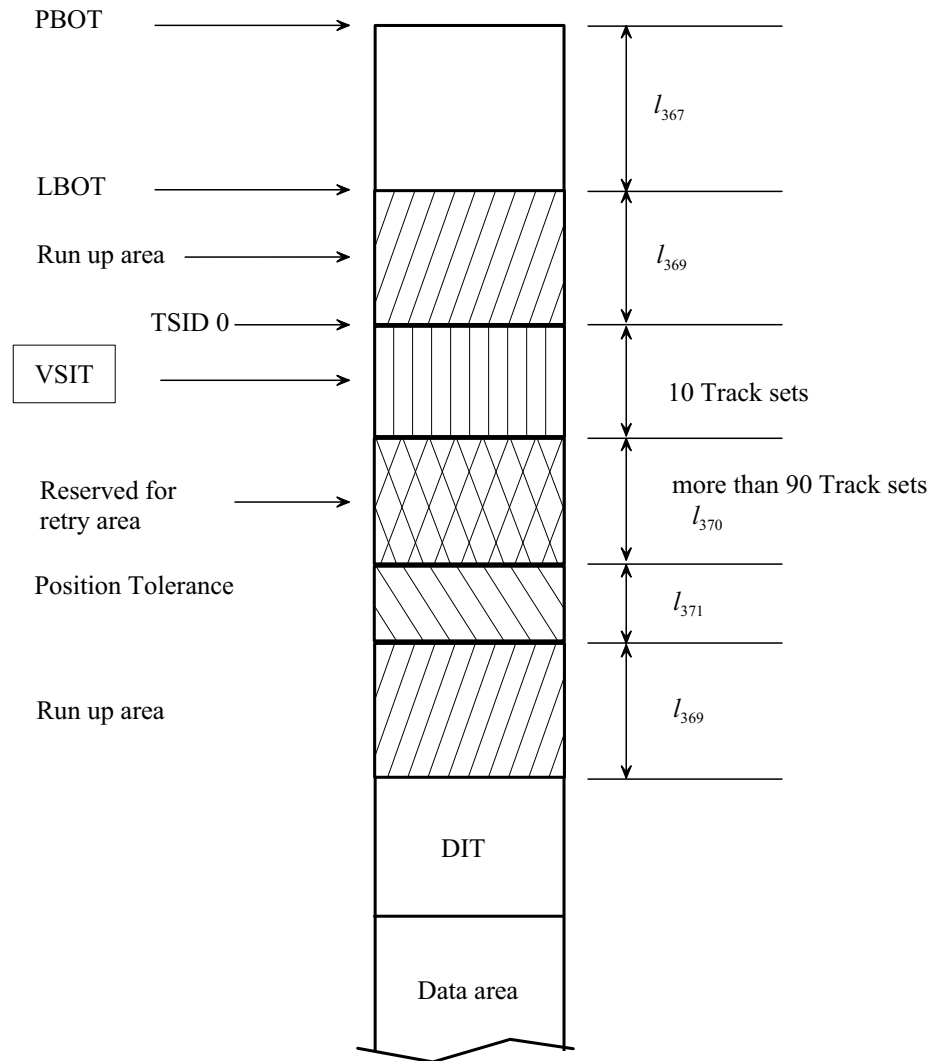 PBOT
l367
LBOT
Run up area
l369
TSID 0
VSIT
10 Track sets
Reserved for
retry area
more than 90 Track sets
l370
Position Tolerance
l371
Run up area
l369
DIT
Data area